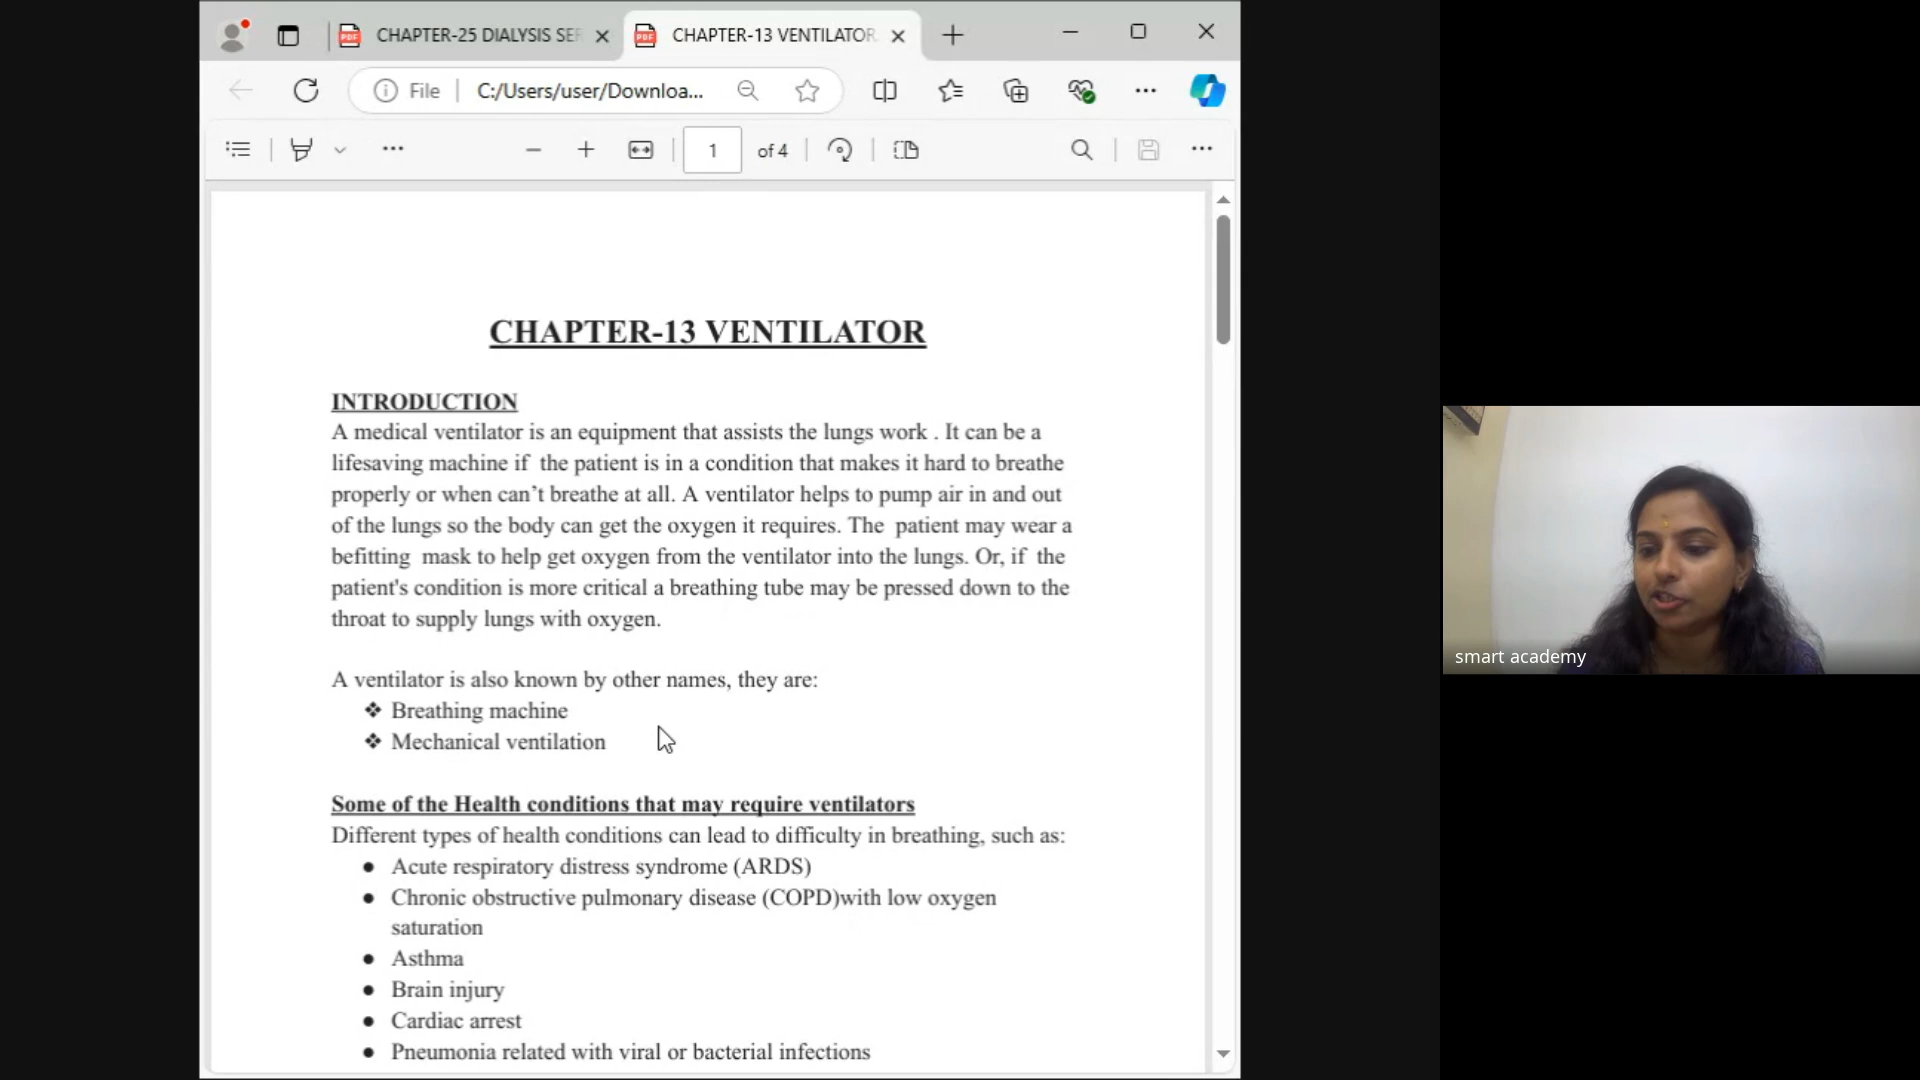 CHAPTER-25 DIALYSIS SER
CHAPTER-13 VENTILATOR
File
C:/Users/user/Downloa...
1 of 4
CHAPTER-13 VENTILATOR
INTRODUCTION
A medical ventilator is an equipment that assists the lungs work . It can be a
lifesaving machine if the patient is in a condition that makes it hard to breathe
properly or when can’t breathe at all. A ventilator helps to pump air in and out
of the lungs so the body can get the oxygen it requires. The patient may wear a
befitting mask to help get oxygen from the ventilator into the lungs. Or, if the
patient's condition is more critical a breathing tube may be pressed down to the
throat to supply lungs with oxygen.
A ventilator is also known by other names, they are:
❖ Breathing machine
❖ Mechanical ventilation
Some of the Health conditions that may require ventilators
Different types of health conditions can lead to difficulty in breathing, such as:
● Acute respiratory distress syndrome (ARDS)
● Chronic obstructive pulmonary disease (COPD)with low oxygen
saturation
● Asthma
● Brain injury
● Cardiac arrest
● Pneumonia related with viral or bacterial infections
smart academy